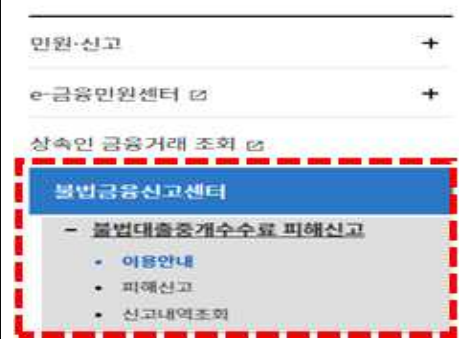 민원·신고 +
e-금융민원센터 +
상속인 금융거래 조회
불법금융신고센터
- 불법대출중개수수료 피해신고
• 이용안내
• 피해신고
• 신고내역조회